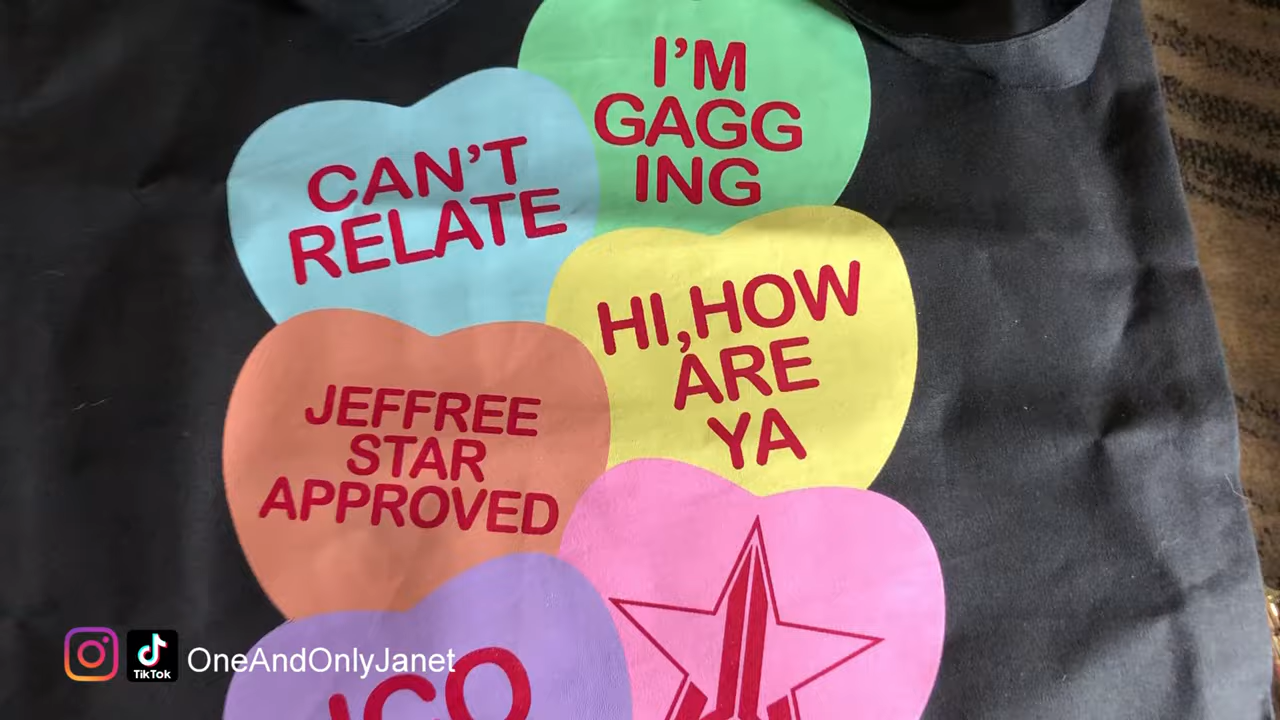 I'M
GAGG
ING
CAN'T
RELATE
HI,HOW
ARE
YA
JEFFREE
STAR
APPROVED
TikTok
OneAndOnlyJanet